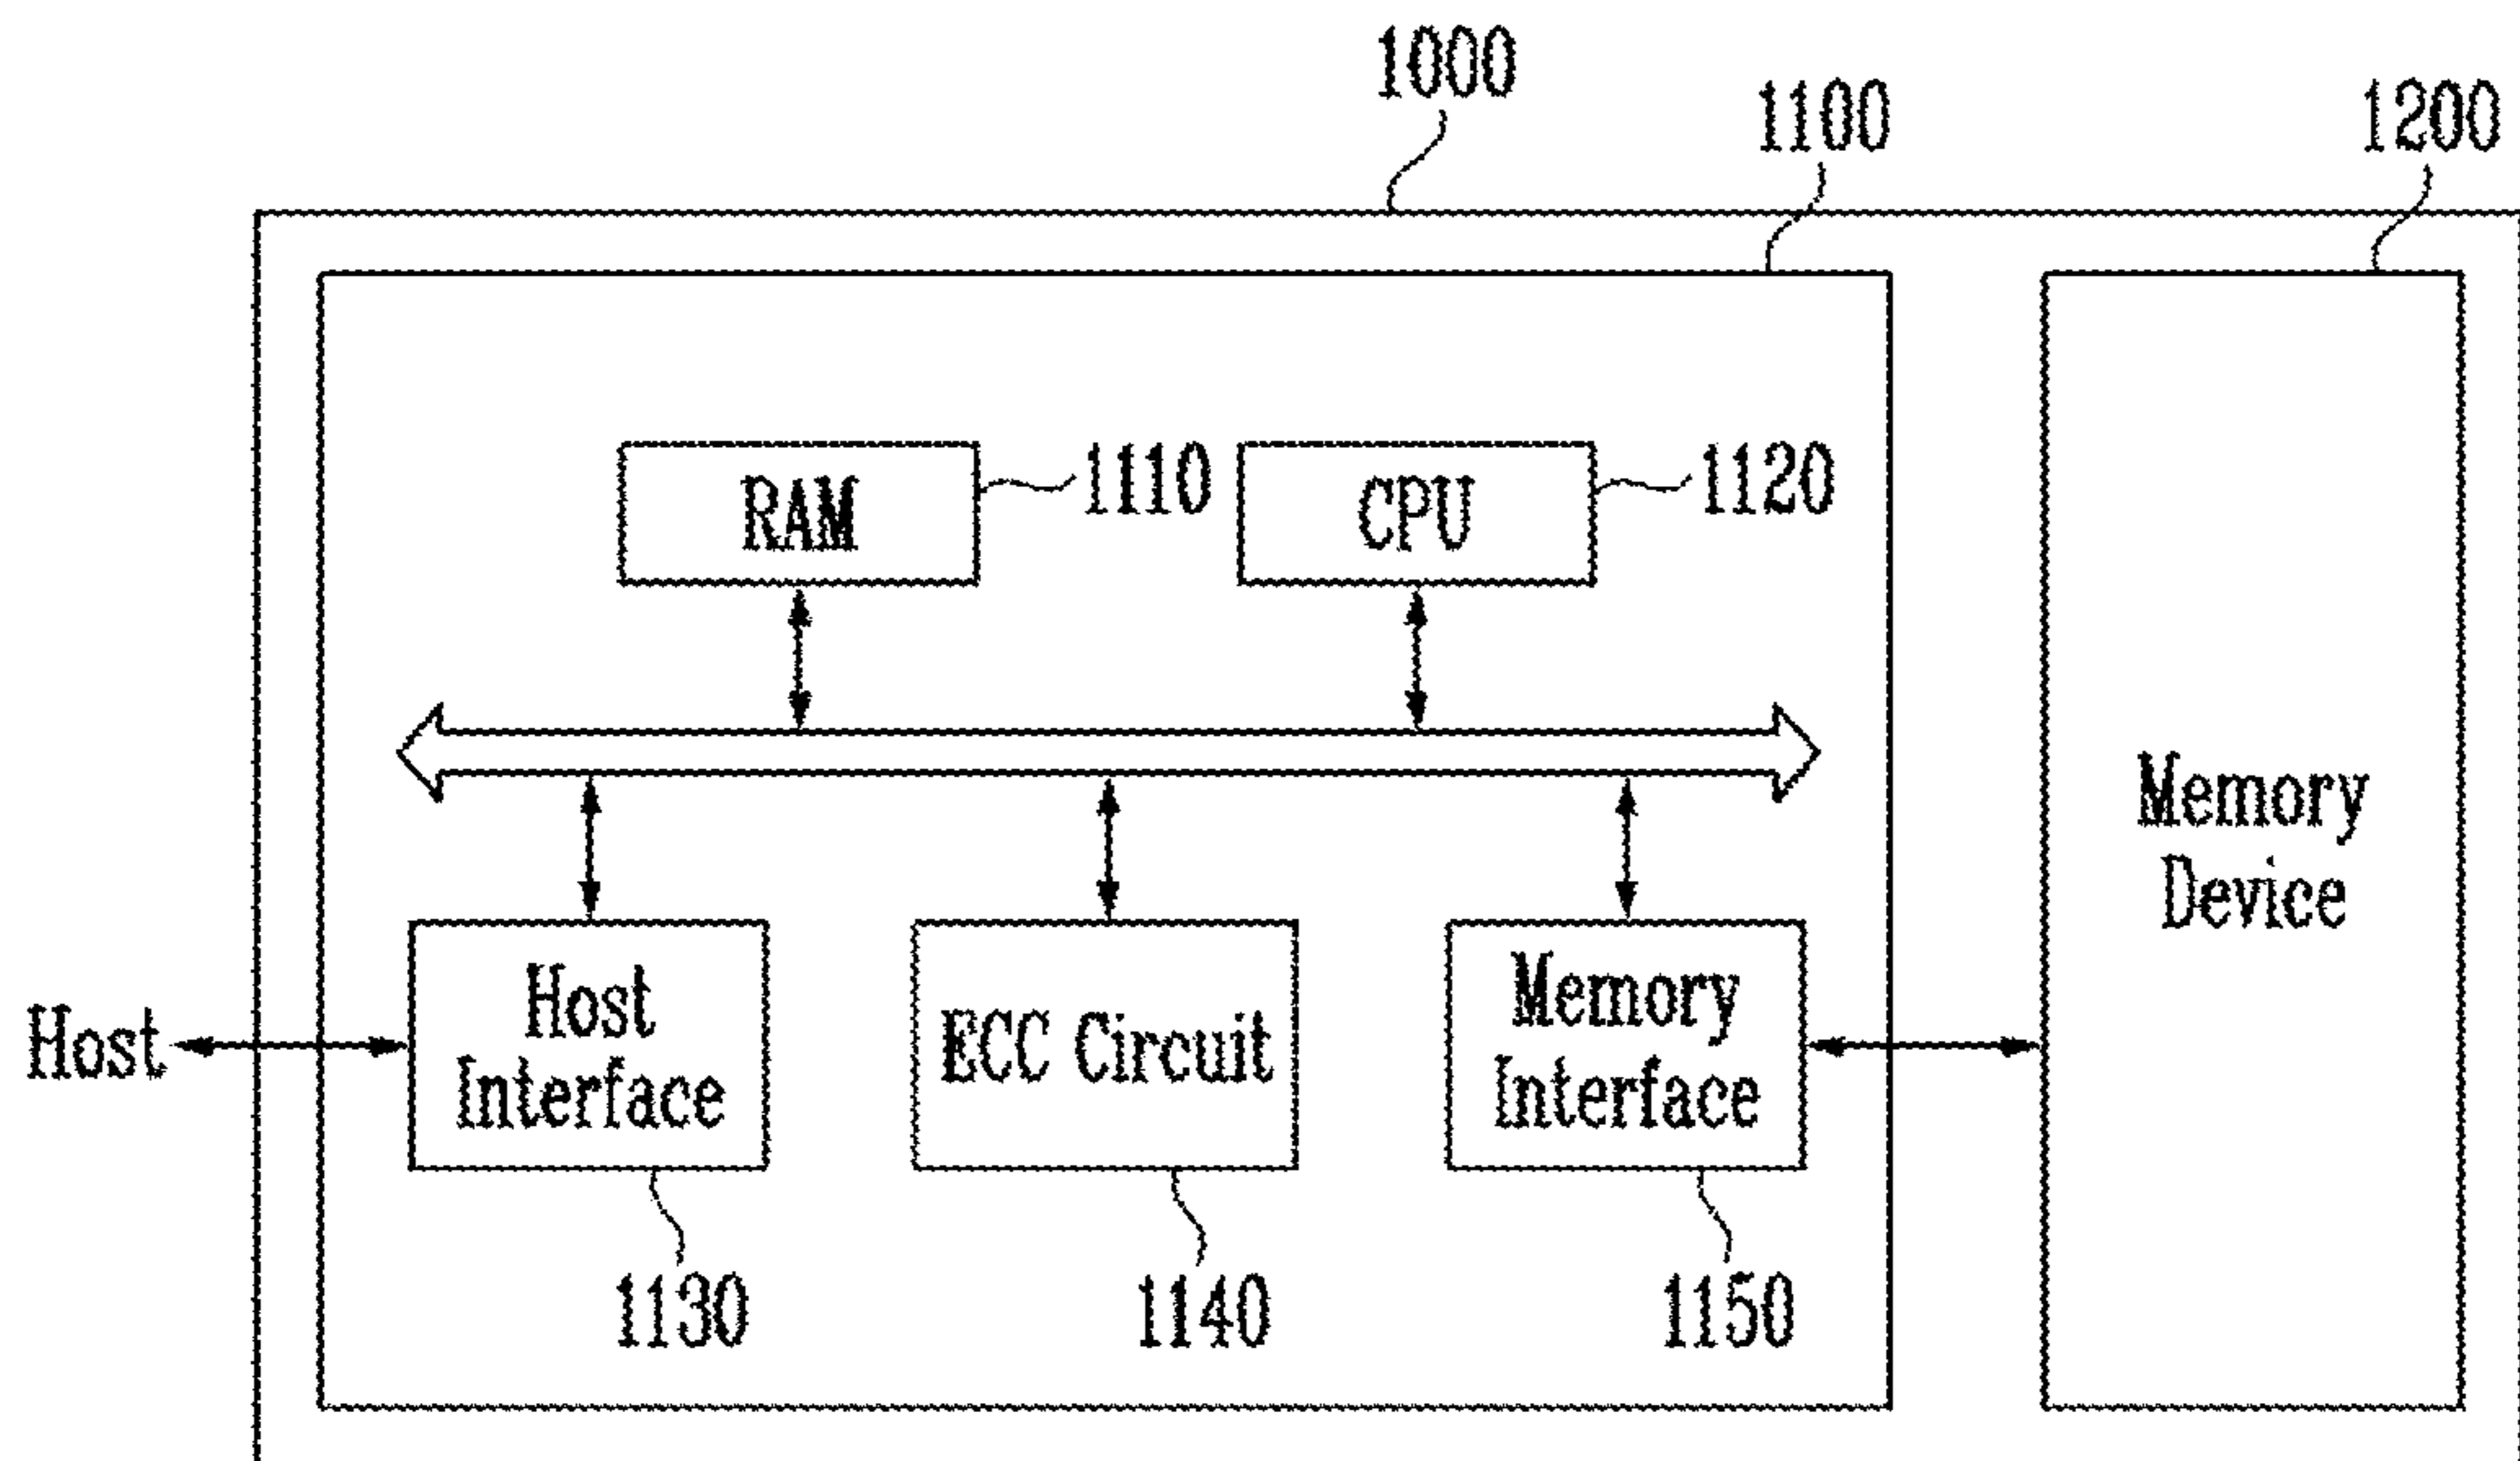 1000
1100
1200
RAM
1110
CPU
1120
Memory
Device
Host
Host
Interface
ECC Circuit
Memory
Interface
1130
1140
1150